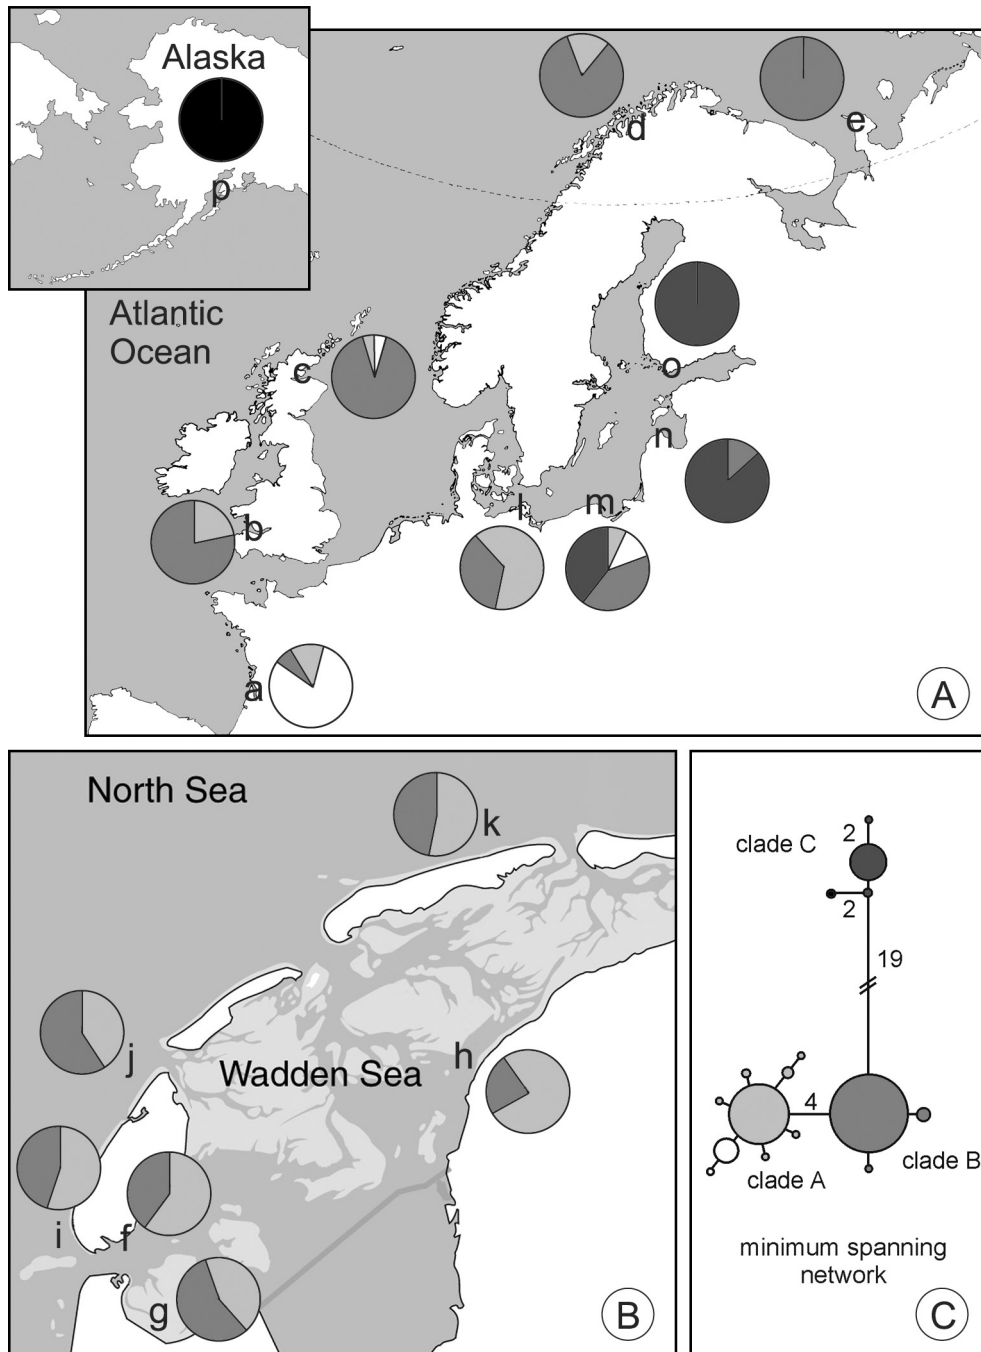 Alaska
p
Atlantic
Ocean
d
e
c
o
n
b
l
m
a
A
North Sea
k
j
Wadden Sea
h
i
f
g
B
clade C
2
2
19
4
clade A
clade B
minimum spanning
network
C